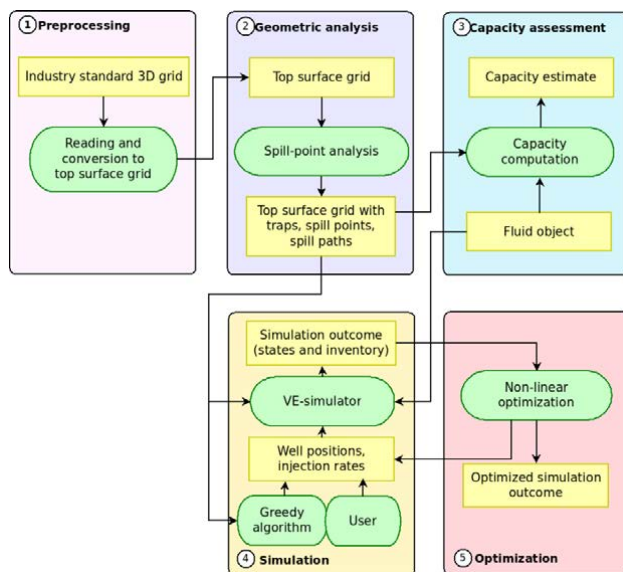 1 Preprocessing
Industry standard 3D grid
Reading and
conversion to
top surface grid
2 Geometric analysis
Top surface grid
Spill-point analysis
Top surface grid with
traps, spill points,
spill paths
3 Capacity assessment
Capacity estimate
Capacity
computation
Fluid object
Simulation outcome
(states and inventory)
VE-simulator
Well positions,
injection rates
Greedy
algorithm
User
4 Simulation
Non-linear
optimization
Optimized simulation
outcome
5 Optimization